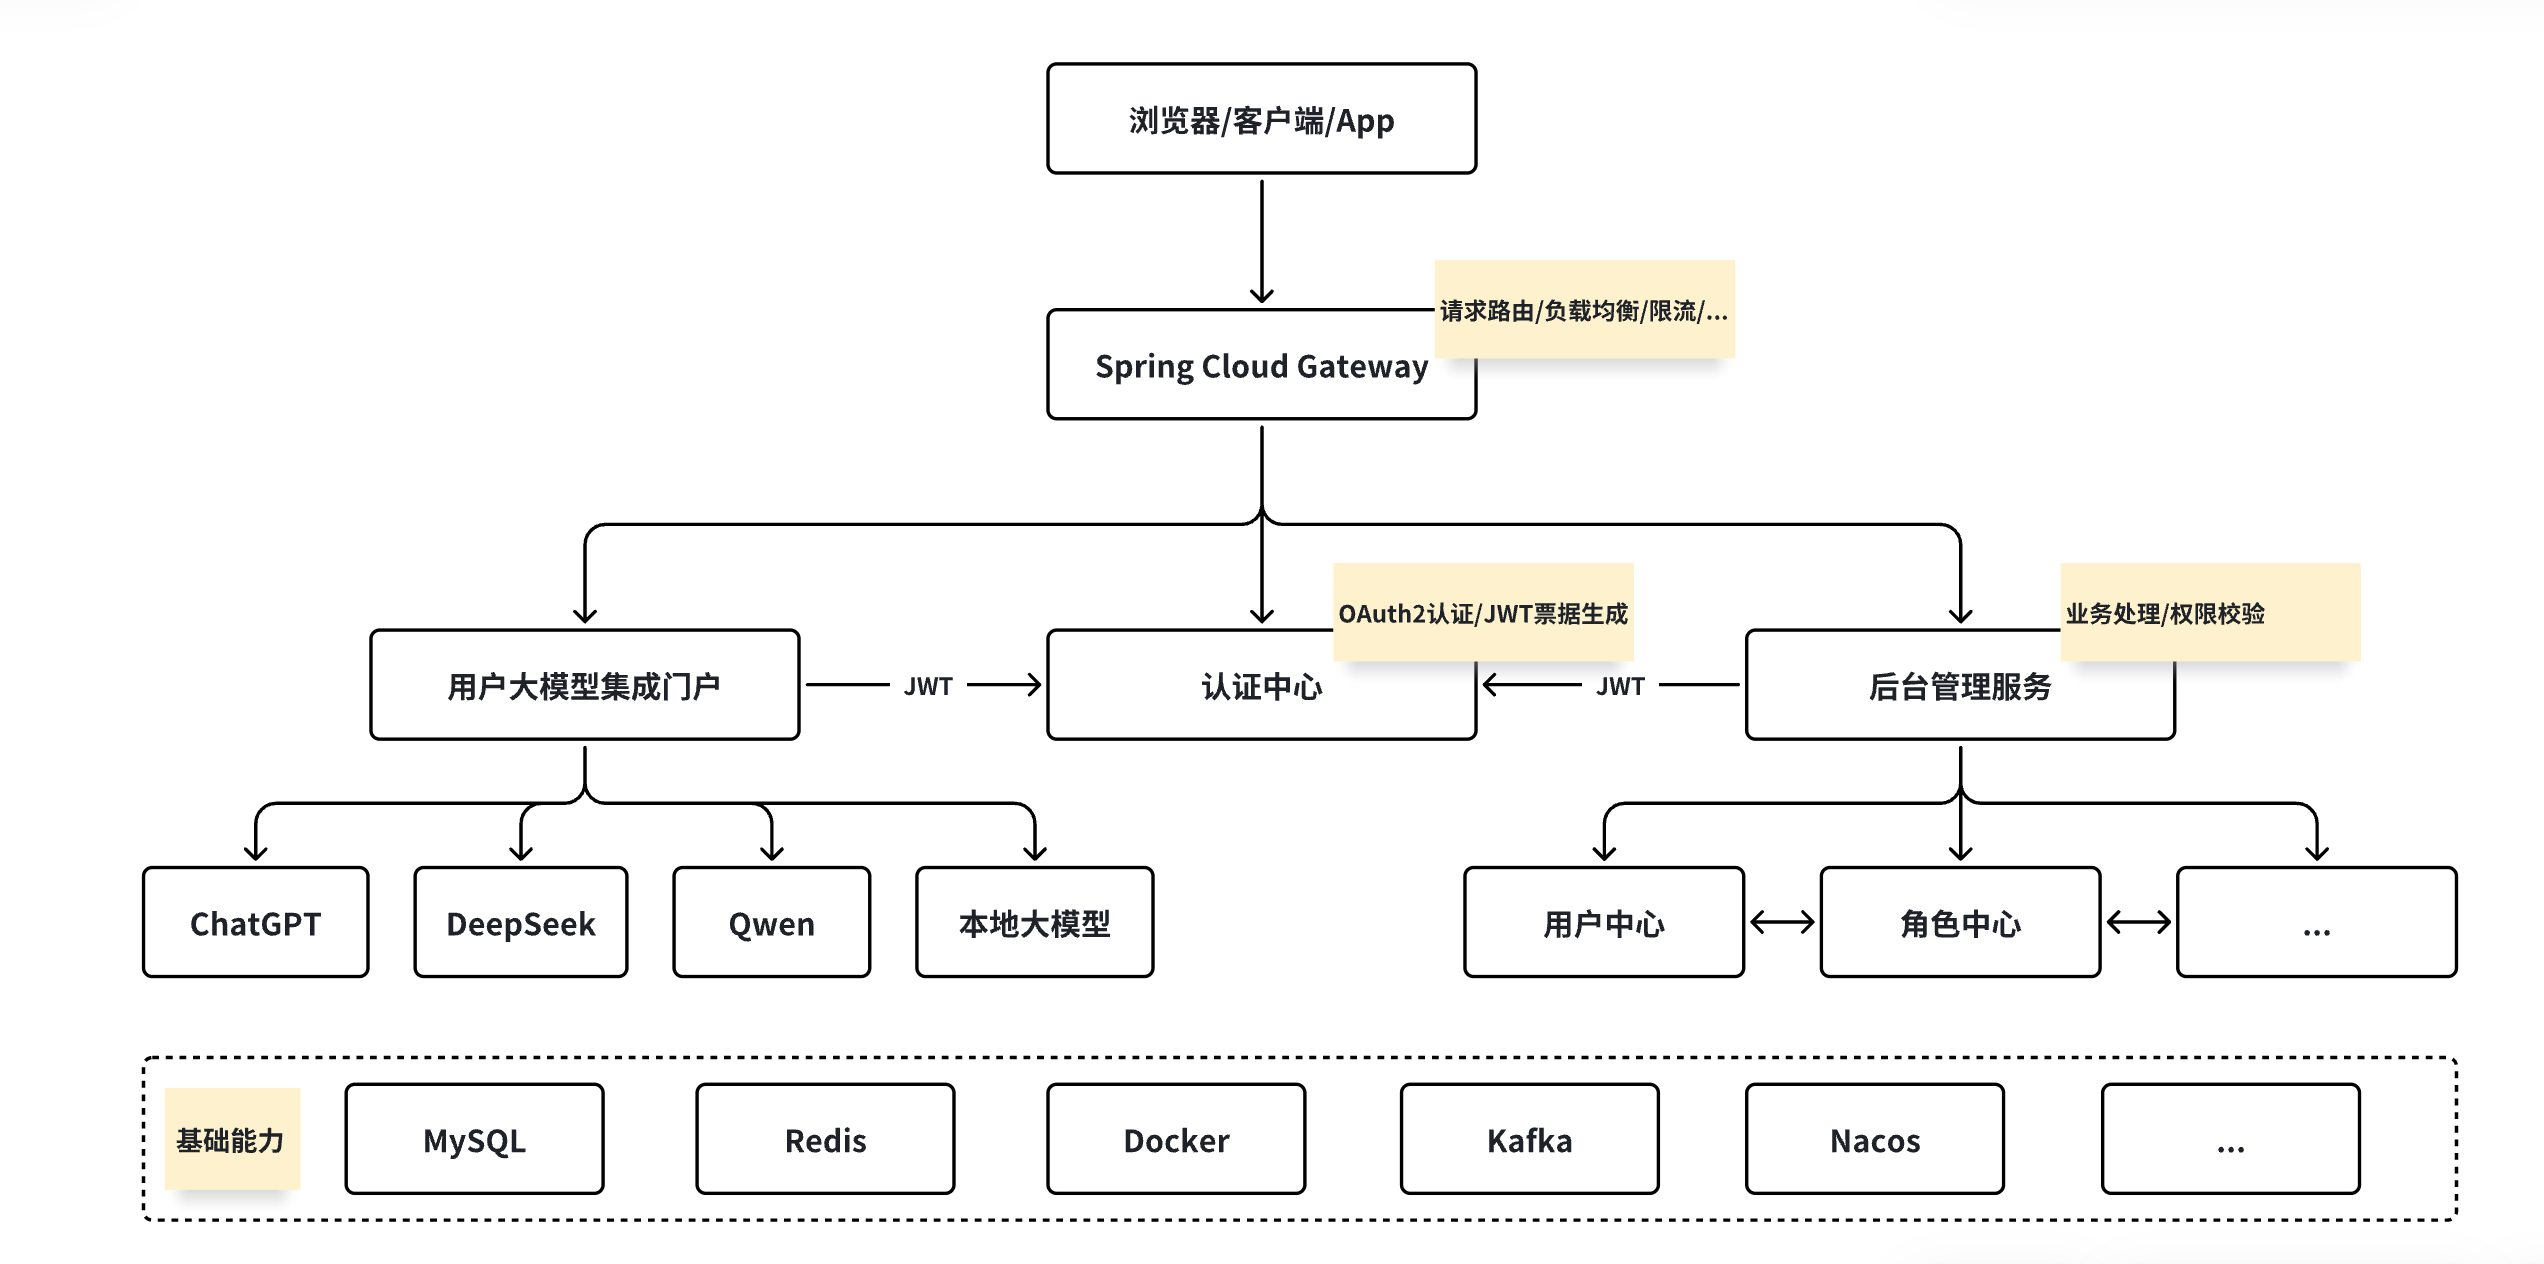 浏览器/客户端/App
请求路由/负载均衡/限流/...
Spring Cloud Gateway
OAuth2认证/JWT票据生成
业务处理/权限校验
用户大模型集成门户
JWT
认证中心
JWT
后台管理服务
ChatGPT
DeepSeek
Qwen
本地大模型
用户中心
角色中心
...
基础能力
MySQL
Redis
Docker
Kafka
Nacos
...